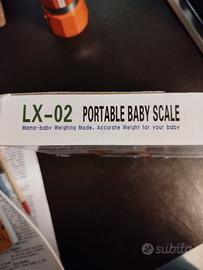 LX-02 PORTABLE BABY SCALE
Mama-baby Weighing Mode, Accurate Weight for your baby
subito